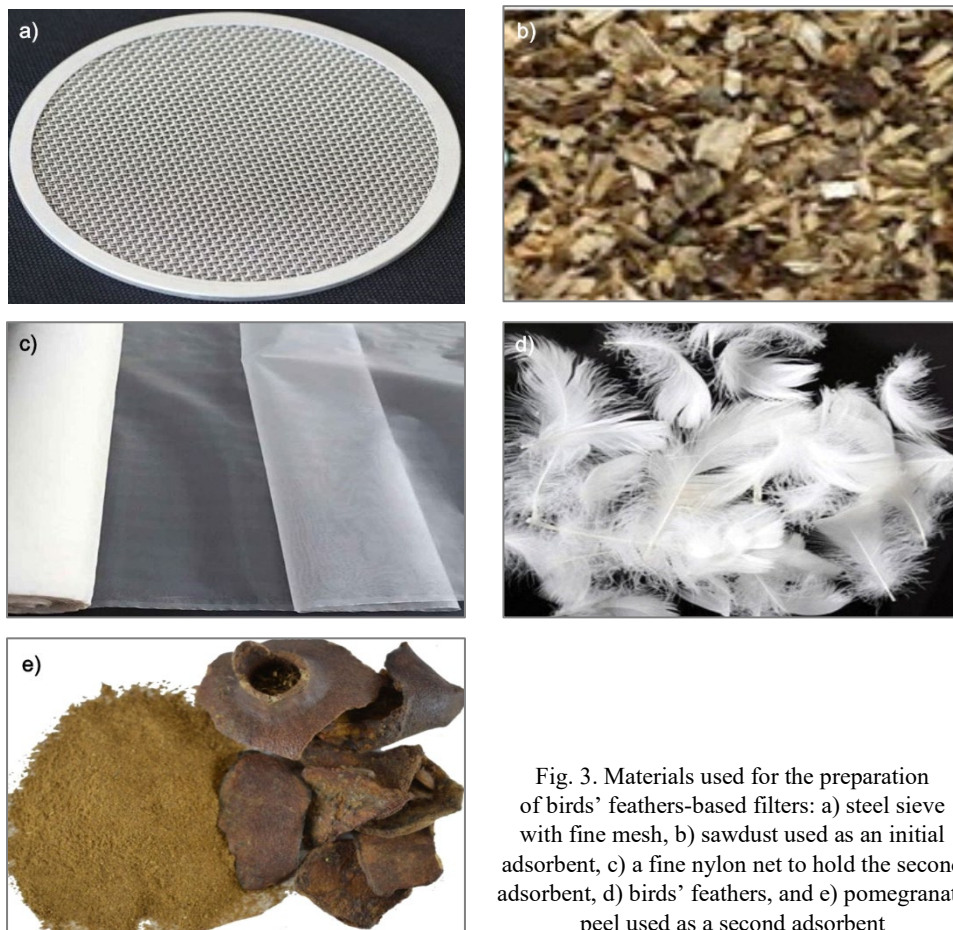 a)
b)
c)
d)
e)
Fig. 3. Materials used for the preparation
of birds’ feathers-based filters: a) steel sieve
with fine mesh, b) sawdust used as an initial
adsorbent, c) a fine nylon net to hold the second
adsorbent, d) birds’ feathers, and e) pomegranat
peel used as a second adsorbent